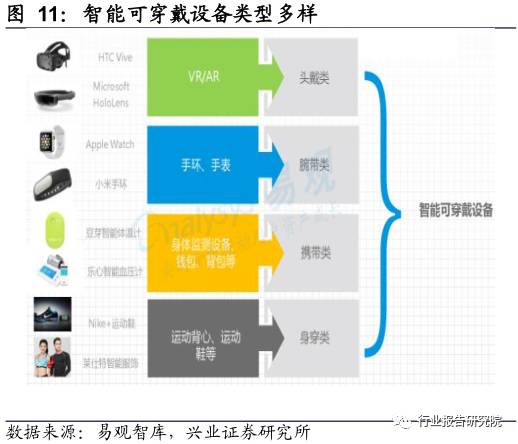 图 11：智能可穿戴设备类型多样
HTC Vive
Microsoft
HoloLens
VR/AR
头戴类
Apple Watch
小米手环
手环、手表
腕带类
豆芽智能体温计
乐心智能血压计
身体监测设备、
钱包、背包等
携带类
Nike+运动鞋
莱仕特智能服饰
运动背心、运动
鞋等
身穿类
智能可穿戴设备
易观
数据来源：易观智库，兴业证券研究所
行业报告研究院